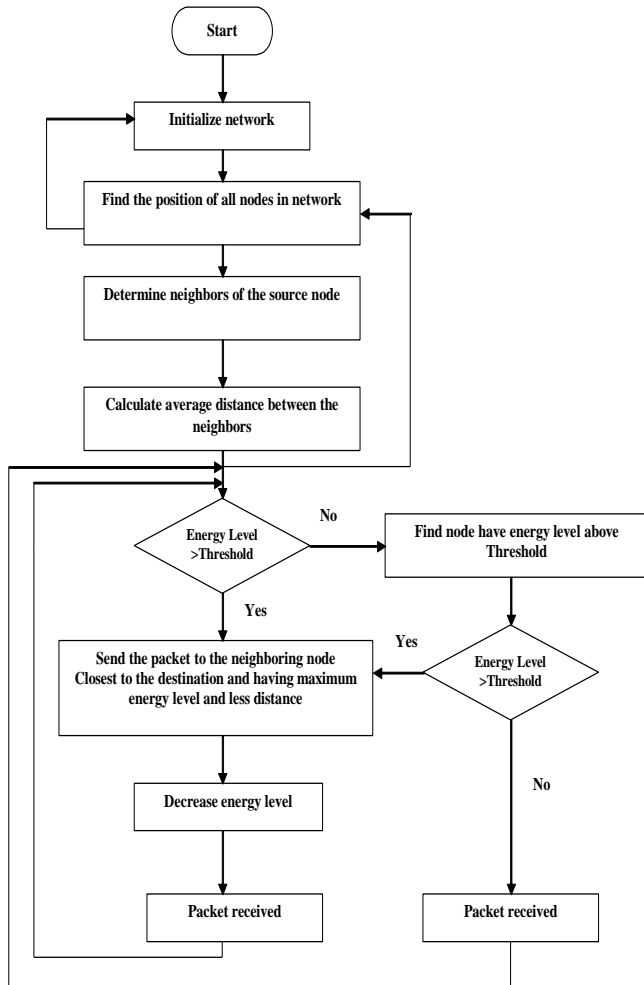 Start
Initialize network
Find the position of all nodes in network
Determine neighbors of the source node
Calculate average distance between the
neighbors
No
Energy Level
>Threshold
Find node have energy level above
Threshold
Yes
Yes
Send the packet to the neighboring node
Closest to the destination and having maximum
energy level and less distance
Energy Level
>Threshold
No
Decrease energy level
Packet received
Packet received